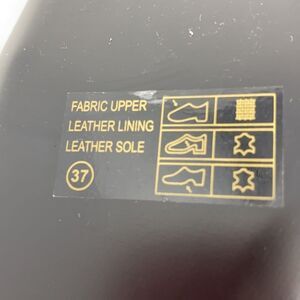 FABRIC UPPER
LEATHER LINING
LEATHER SOLE
37